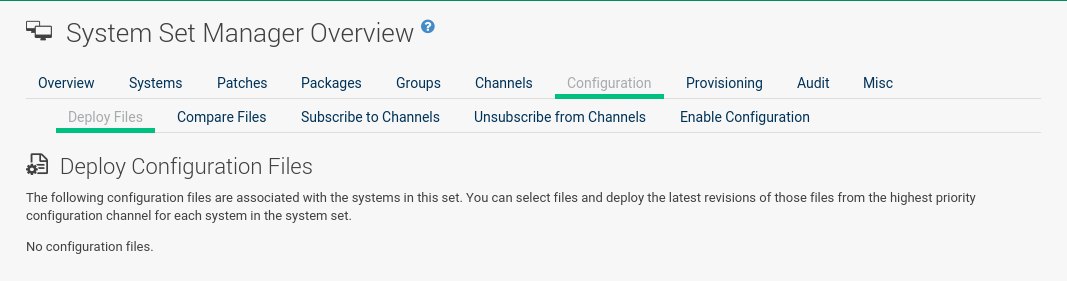 System Set Manager Overview ?
Overview Systems Patches Packages Groups Channels Configuration Provisioning Audit Misc
Deploy Files Compare Files Subscribe to Channels Unsubscribe from Channels Enable Configuration
Deploy Configuration Files
The following configuration files are associated with the systems in this set. You can select files and deploy the latest revisions of those files from the highest priority
configuration channel for each system in the system set.
No configuration files.